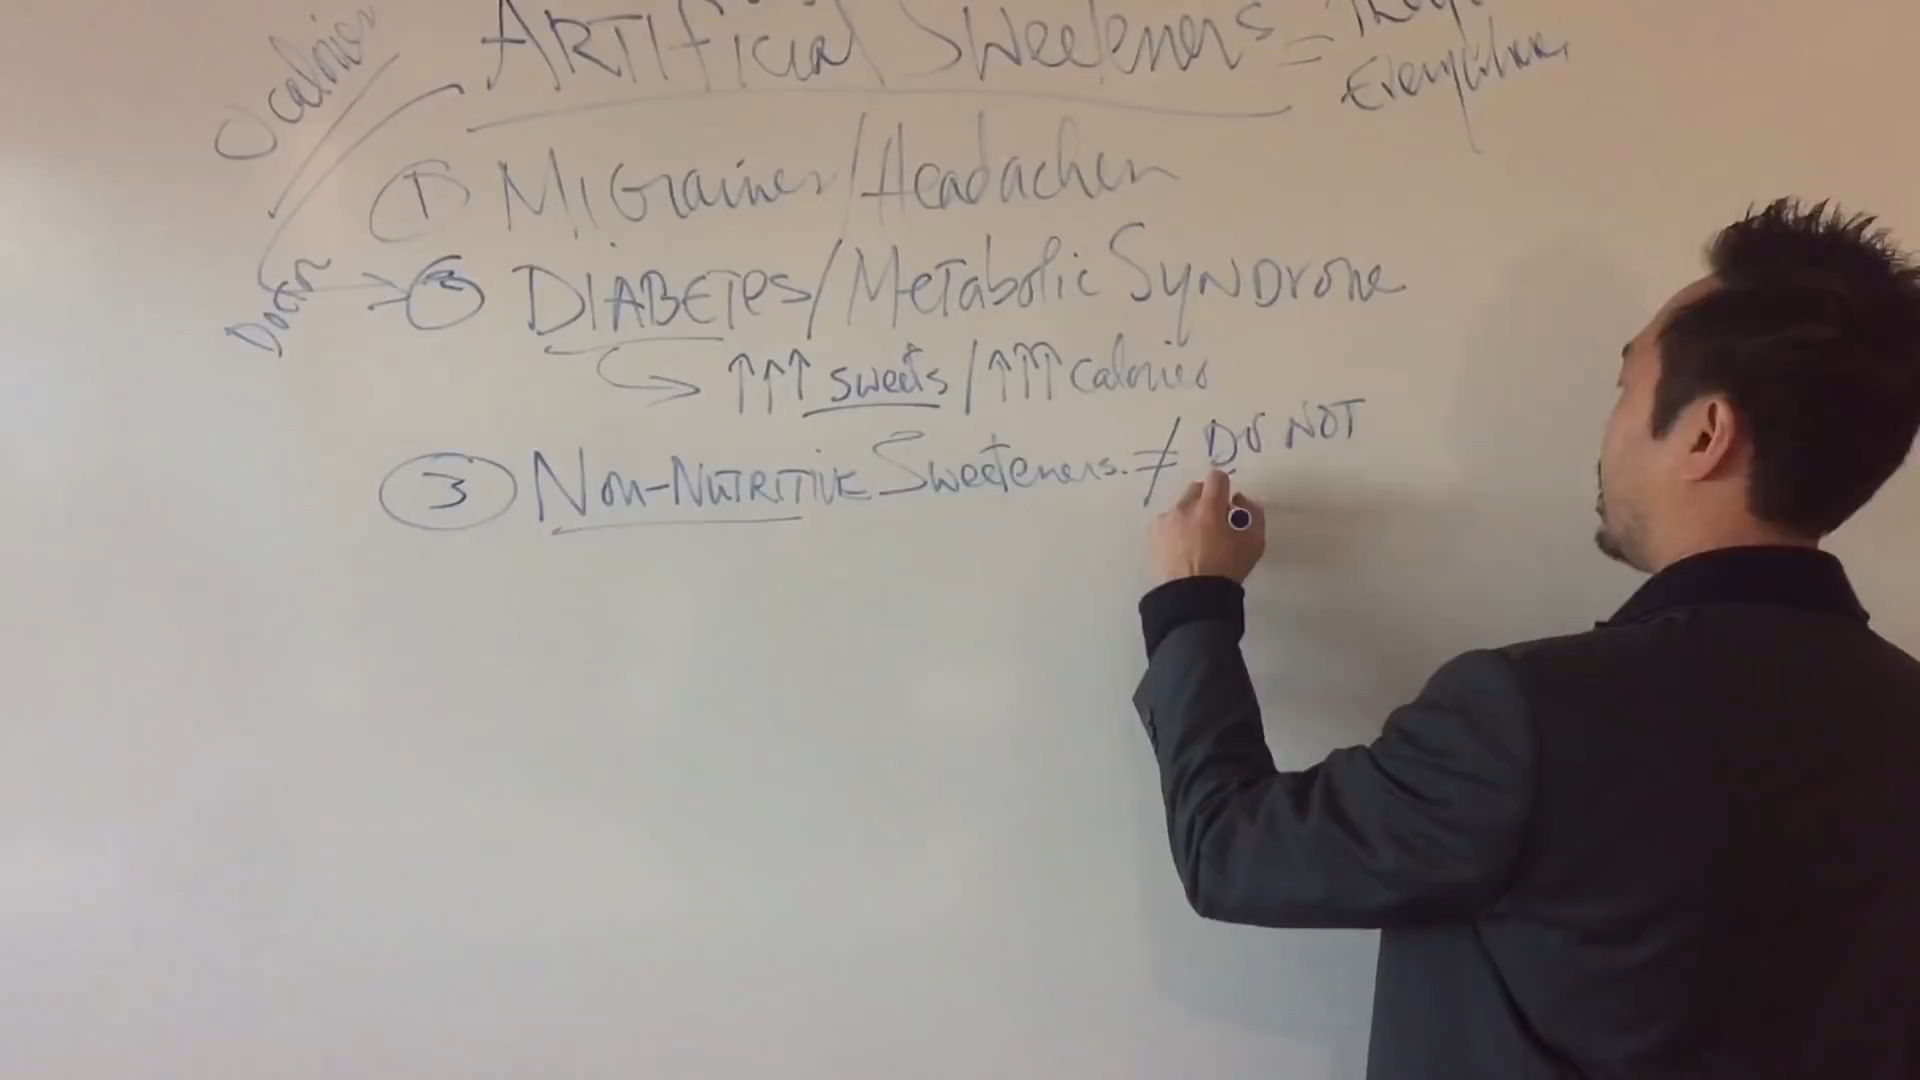 0 calories
ARTificial Sweeteners =
Everywhere
① MiGraines/Headaches
② DIABETes/Metabolic SyNDrome
↑↑↑ sweets / ↑↑↑ calories
③ Non-NUTRITIVE Sweeteners. ≠ DO NOT